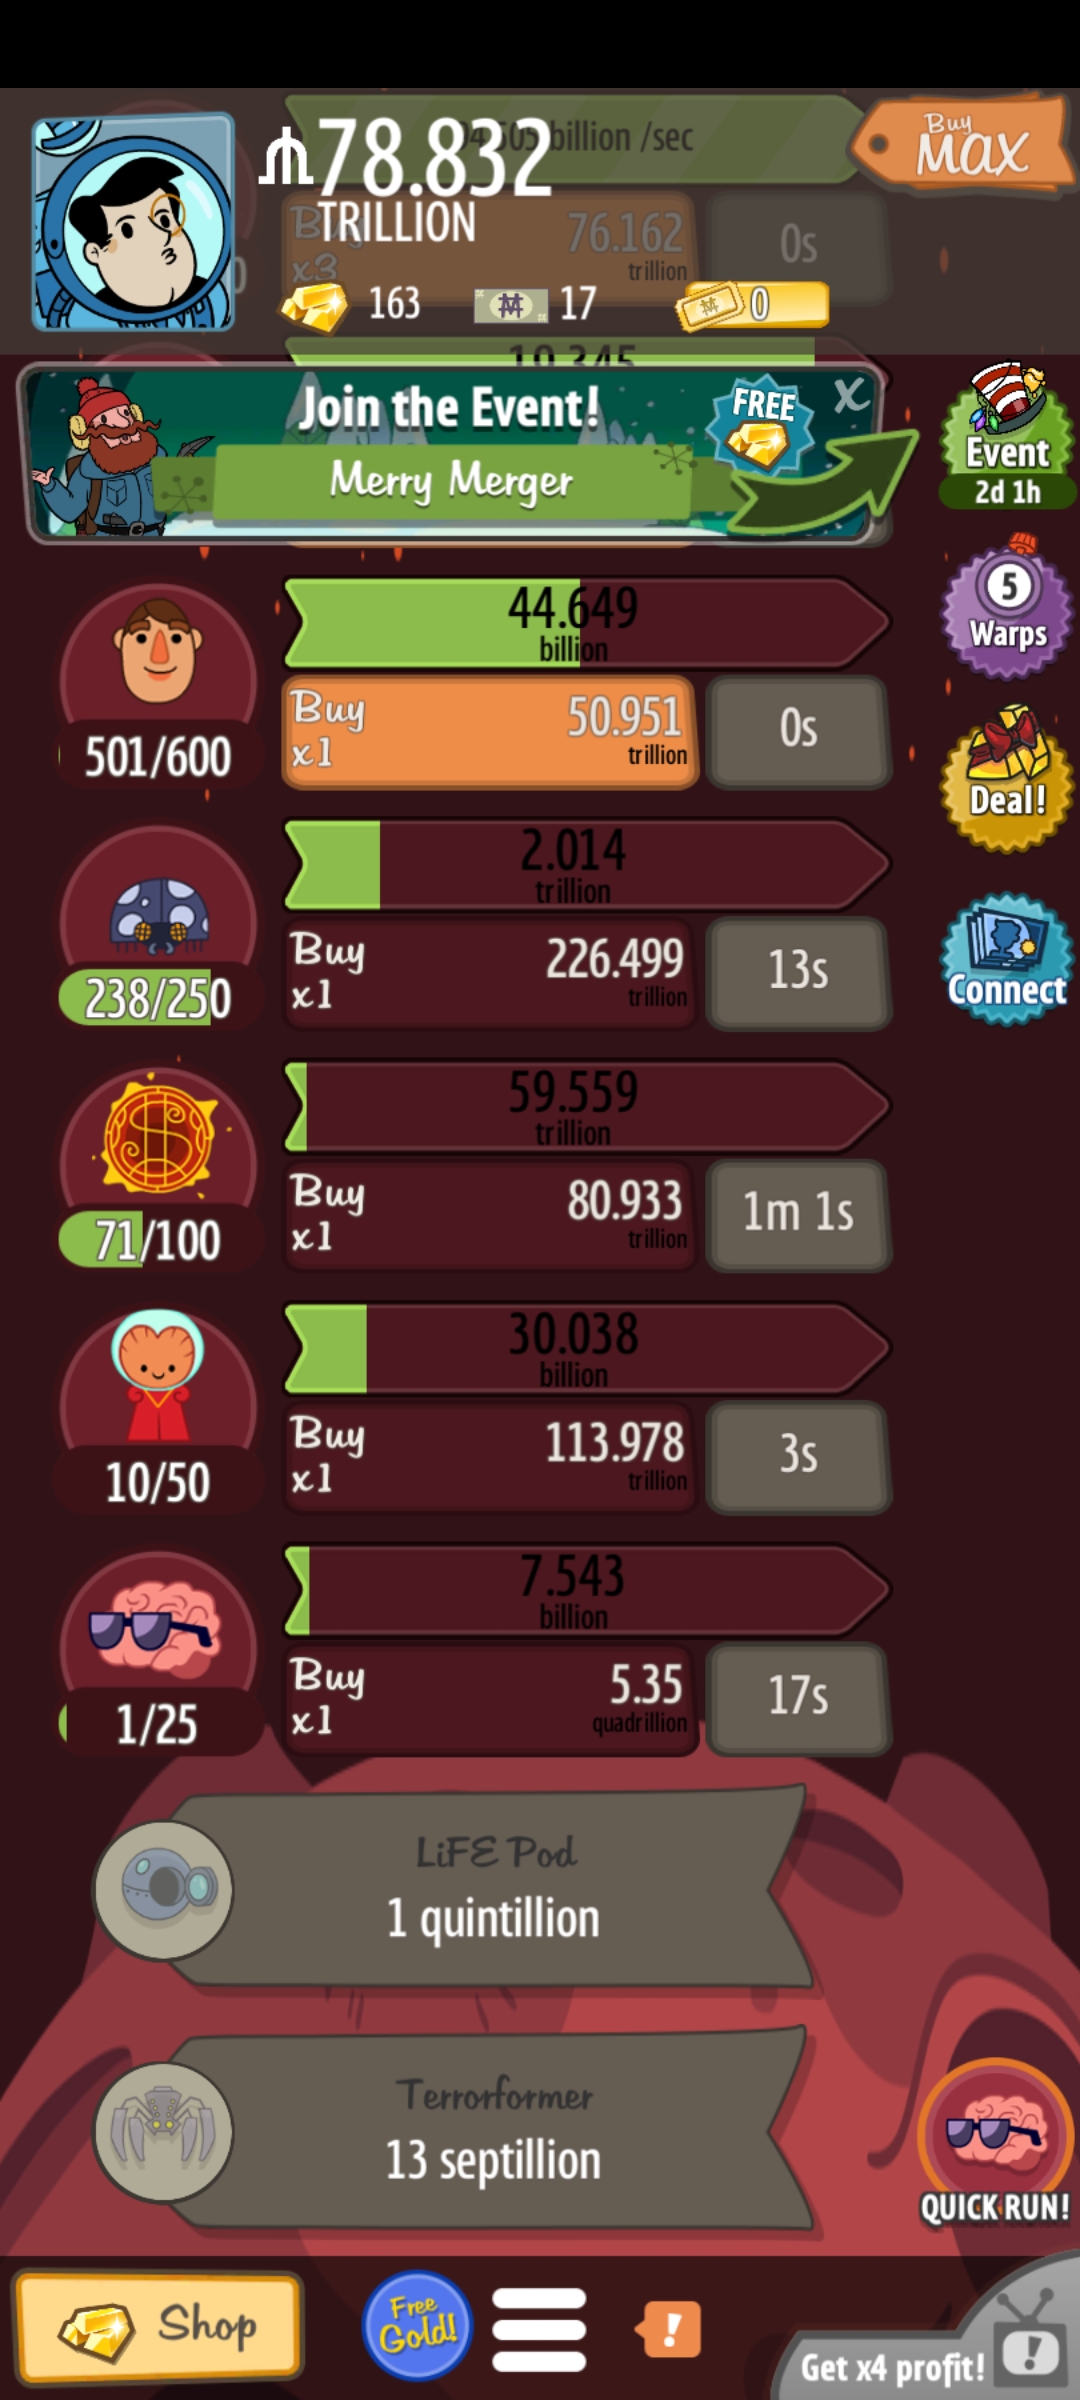 78.832
TRILLION
billion /sec
Buy
MAX
Buy
x3
76.162
trillion
0s
163
17
0
19.345
Join the Event!
Merry Merger
FREE
X
Event
2d 1h
44.649
billion
501/600
Buy
x1
50.951
trillion
0s
5
Warps
2.014
trillion
238/250
Buy
x1
226.499
trillion
13s
Deal!
Connect
59.559
trillion
71/100
Buy
x1
80.933
trillion
1m 1s
30.038
billion
10/50
Buy
x1
113.978
trillion
3s
7.543
billion
1/25
Buy
x1
5.35
quadrillion
17s
LiFE Pod
1 quintillion
Terrorformer
13 septillion
QUICK RUN!
Shop
Free
Gold!
!
Get x4 profit!
!